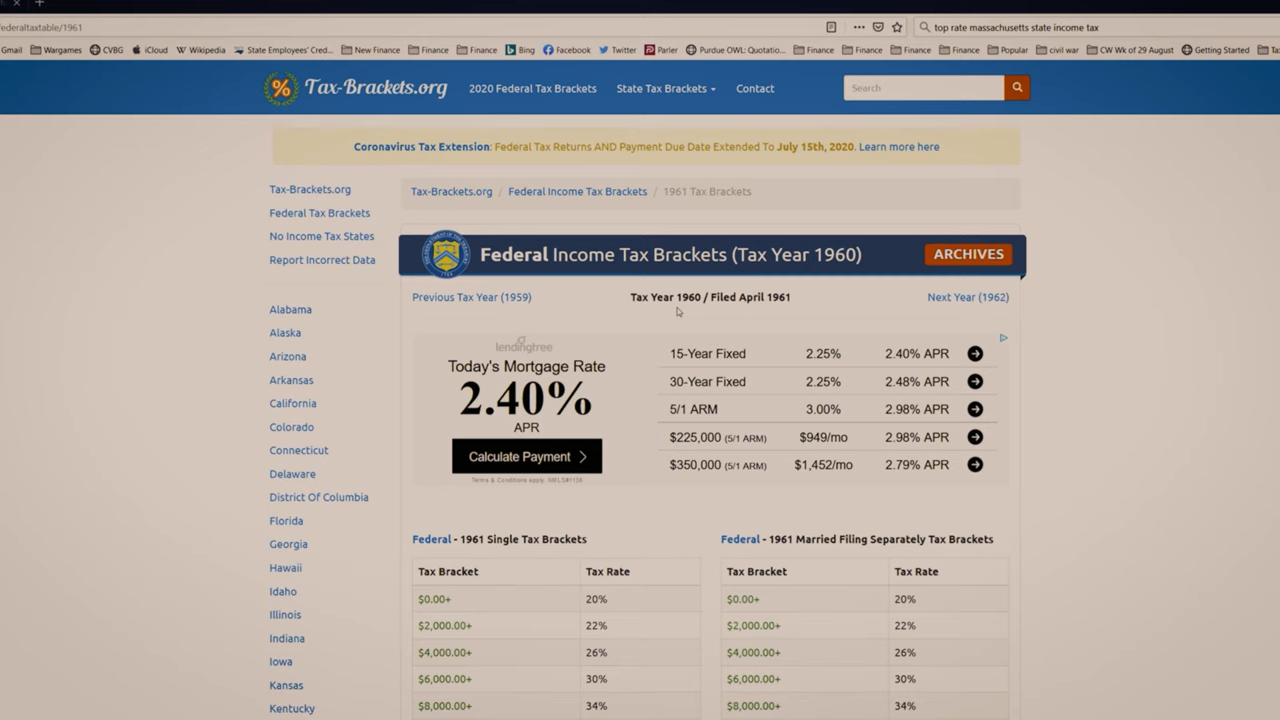 federaltaxtable/1961
top rate massachusetts state income tax
Gmail Wargames CVBG iCloud Wikipedia State Employees' Cred... New Finance Finance Finance Bing Facebook Twitter Parler Purdue OWL: Quotatio... Finance Finance Finance Finance Popular civil war CW Wk of 29 August Getting Started
% Tax-Brackets.org 2020 Federal Tax Brackets State Tax Brackets Contact Search
Coronavirus Tax Extension: Federal Tax Returns AND Payment Due Date Extended To July 15th, 2020. Learn more here
Tax-Brackets.org
Federal Tax Brackets
No Income Tax States
Report Incorrect Data
Alabama
Alaska
Arizona
Arkansas
California
Colorado
Connecticut
Delaware
District Of Columbia
Florida
Georgia
Hawaii
Idaho
Illinois
Indiana
Iowa
Kansas
Kentucky
Tax-Brackets.org / Federal Income Tax Brackets / 1961 Tax Brackets
Federal Income Tax Brackets (Tax Year 1960) ARCHIVES
Previous Tax Year (1959) Tax Year 1960 / Filed April 1961 Next Year (1962)
lendingtree
Today's Mortgage Rate
2.40%
APR
Calculate Payment
Terms & Conditions apply. NMLS#1136
15-Year Fixed 2.25% 2.40% APR
30-Year Fixed 2.25% 2.48% APR
5/1 ARM 3.00% 2.98% APR
$225,000 (5/1 ARM) $949/mo 2.98% APR
$350,000 (5/1 ARM) $1,452/mo 2.79% APR
Federal - 1961 Single Tax Brackets
Tax Bracket Tax Rate
$0.00+ 20%
$2,000.00+ 22%
$4,000.00+ 26%
$6,000.00+ 30%
$8,000.00+ 34%
Federal - 1961 Married Filing Separately Tax Brackets
Tax Bracket Tax Rate
$0.00+ 20%
$2,000.00+ 22%
$4,000.00+ 26%
$6,000.00+ 30%
$8,000.00+ 34%